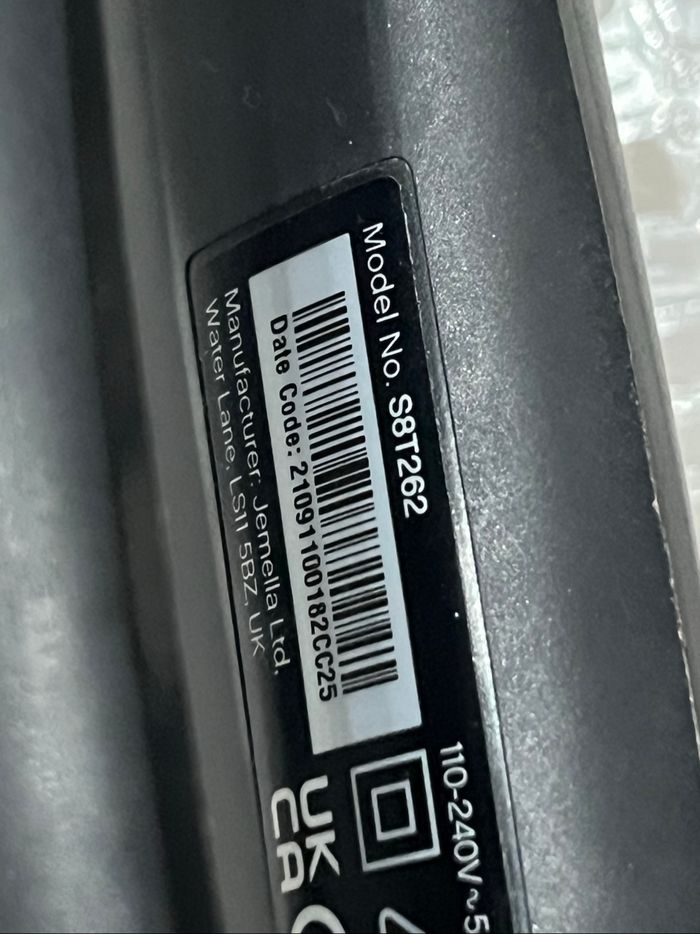 Model No. S8T262
Date Code: 21091100182CC25
Manufacturer: Jemella Ltd,
Water Lane, LS11 5BZ, UK
110-240V~5
UK
CA